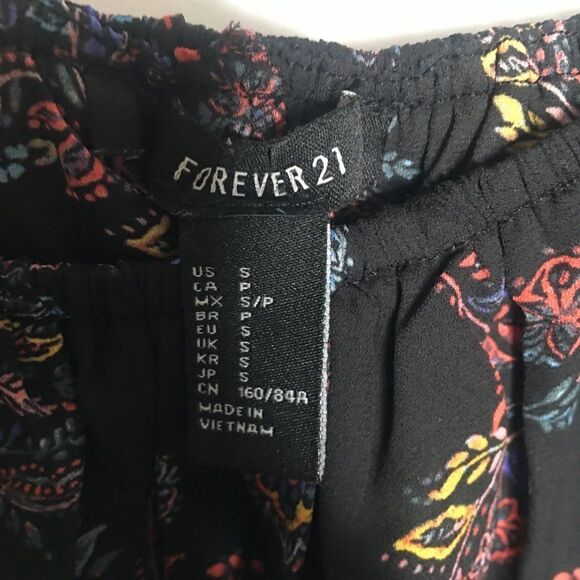 FOREVER 21
US S
CA P
MX S/P
BR P
EU S
UK S
KR S
JP S
CN 160/84A
MADE IN
VIETNAM